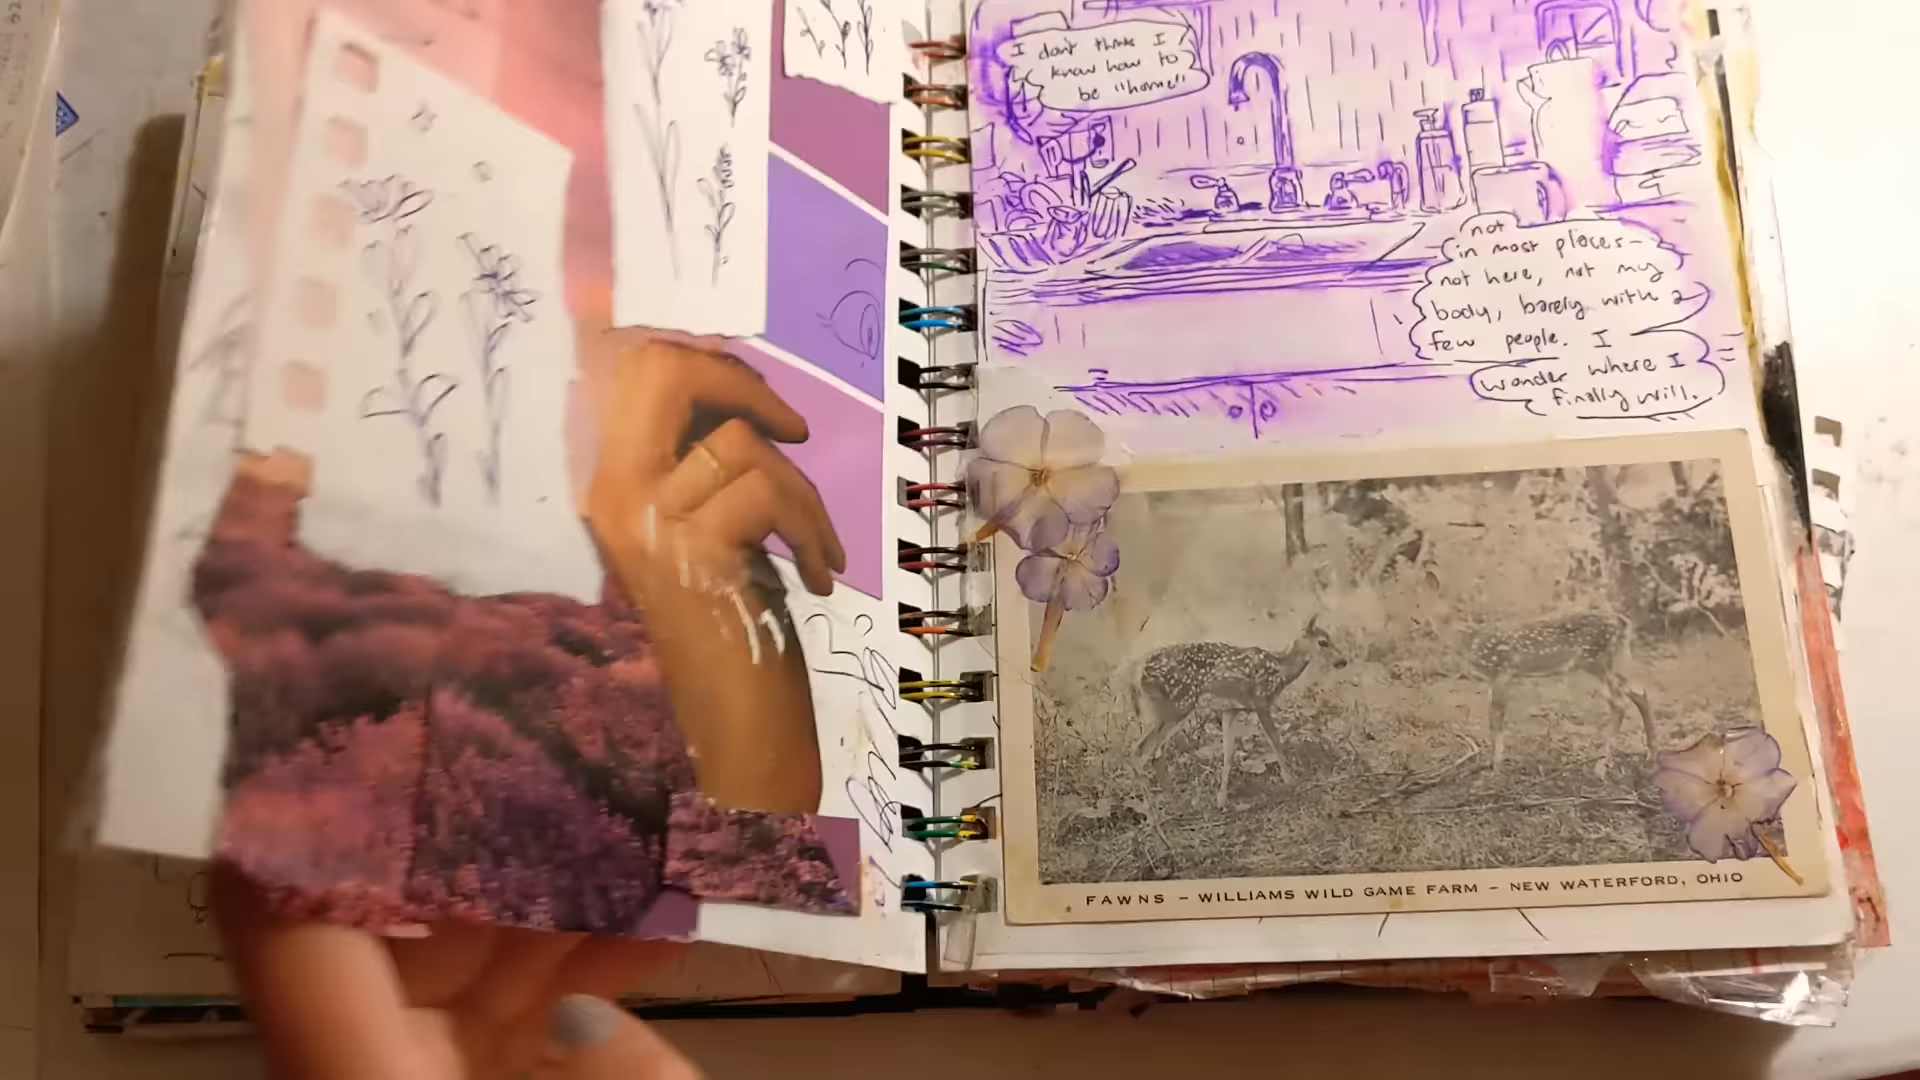 I don't think I
know how to
be "home"
not
in most places-
not here, not my
body, barely with a
few people. I
wonder where I
finally will.
FAWNS - WILLIAMS WILD GAME FARM - NEW WATERFORD, OHIO